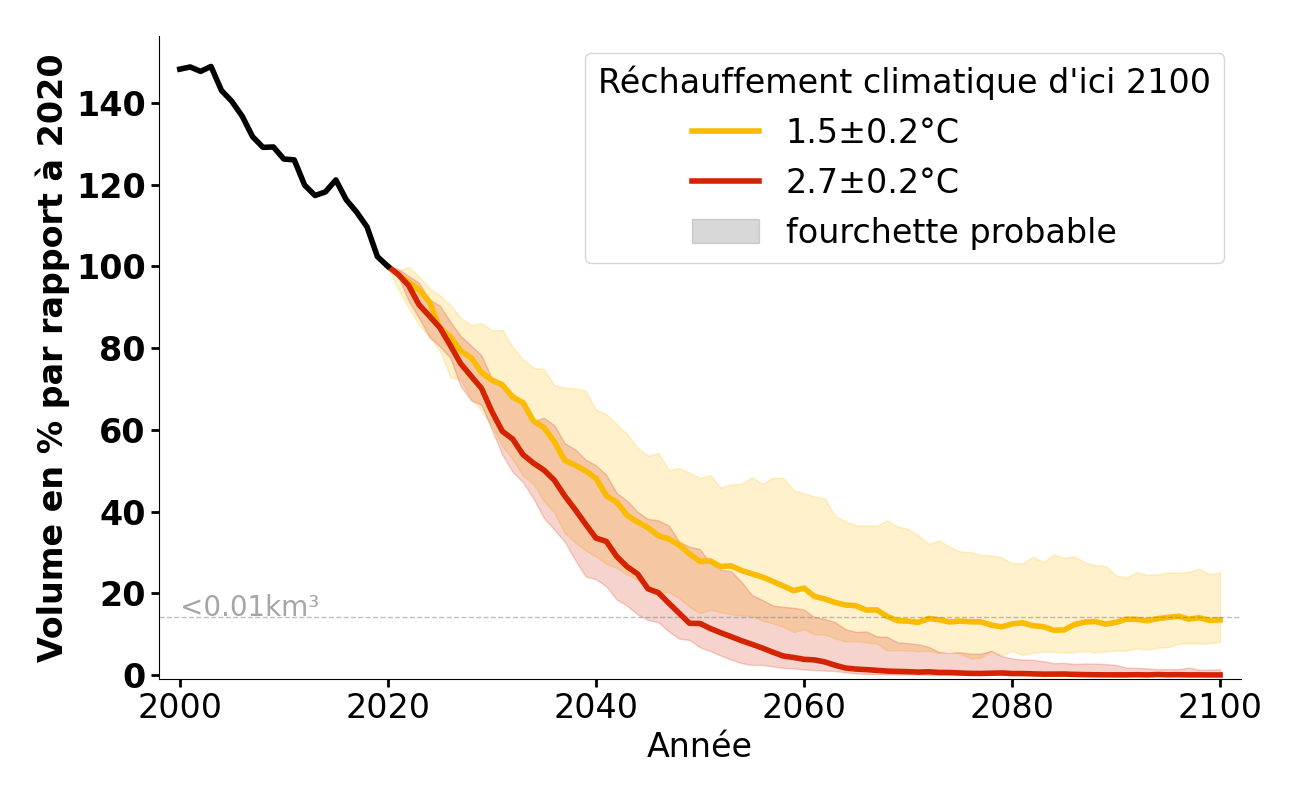 Volume en % par rapport à 2020
140
120
100
80
60
40
20
0
<0.01km³
Réchauffement climatique d'ici 2100
1.5±0.2°C
2.7±0.2°C
fourchette probable
2000 2020 2040 2060 2080 2100
Année